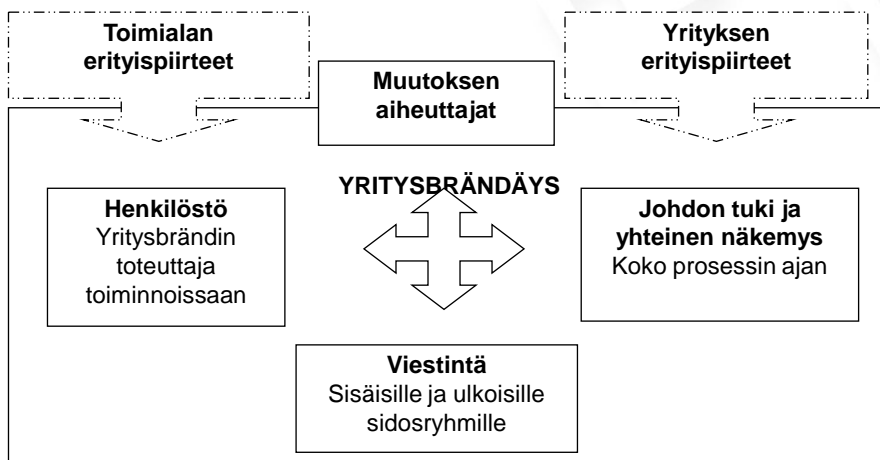 Toimialan
erityispiirteet
Muutoksen
aiheuttajat
Yrityksen
erityispiirteet
YRITYSBRÄNDÄYS
Henkilöstö
Yritysbrändin
toteuttaja
toiminnoissaan
Johdon tuki ja
yhteinen näkemys
Koko prosessin ajan
Viestintä
Sisäisille ja ulkoisille
sidosryhmille